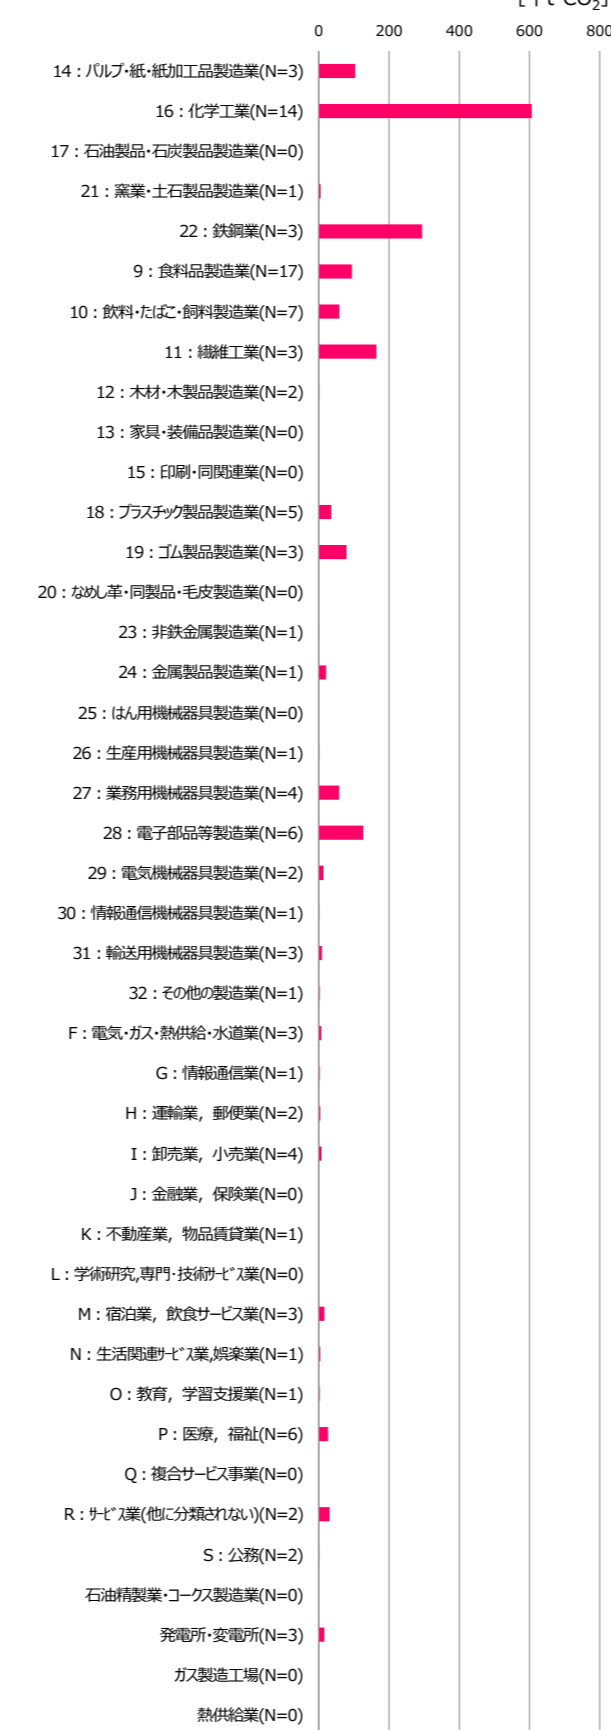 [千t-CO2]
0 200 400 600 800
14：パルプ・紙・紙加工品製造業(N=3)
16：化学工業(N=14)
17：石油製品・石炭製品製造業(N=0)
21：窯業・土石製品製造業(N=1)
22：鉄鋼業(N=3)
9：食料品製造業(N=17)
10：飲料・たばこ・飼料製造業(N=7)
11：繊維工業(N=3)
12：木材・木製品製造業(N=2)
13：家具・装備品製造業(N=0)
15：印刷・同関連業(N=0)
18：プラスチック製品製造業(N=5)
19：ゴム製品製造業(N=3)
20：なめし革・同製品・毛皮製造業(N=0)
23：非鉄金属製造業(N=1)
24：金属製品製造業(N=1)
25：はん用機械器具製造業(N=0)
26：生産用機械器具製造業(N=1)
27：業務用機械器具製造業(N=4)
28：電子部品等製造業(N=6)
29：電気機械器具製造業(N=2)
30：情報通信機械器具製造業(N=1)
31：輸送用機械器具製造業(N=3)
32：その他の製造業(N=1)
F：電気・ガス・熱供給・水道業(N=3)
G：情報通信業(N=1)
H：運輸業，郵便業(N=2)
I：卸売業，小売業(N=4)
J：金融業，保険業(N=0)
K：不動産業，物品賃貸業(N=1)
L：学術研究,専門・技術ｻｰﾋﾞｽ業(N=0)
M：宿泊業，飲食サービス業(N=3)
N：生活関連ｻｰﾋﾞｽ業,娯楽業(N=1)
O：教育，学習支援業(N=1)
P：医療，福祉(N=6)
Q：複合サービス事業(N=0)
R：ｻｰﾋﾞｽ業(他に分類されない)(N=2)
S：公務(N=2)
石油精製業・コークス製造業(N=0)
発電所・変電所(N=3)
ガス製造工場(N=0)
熱供給業(N=0)